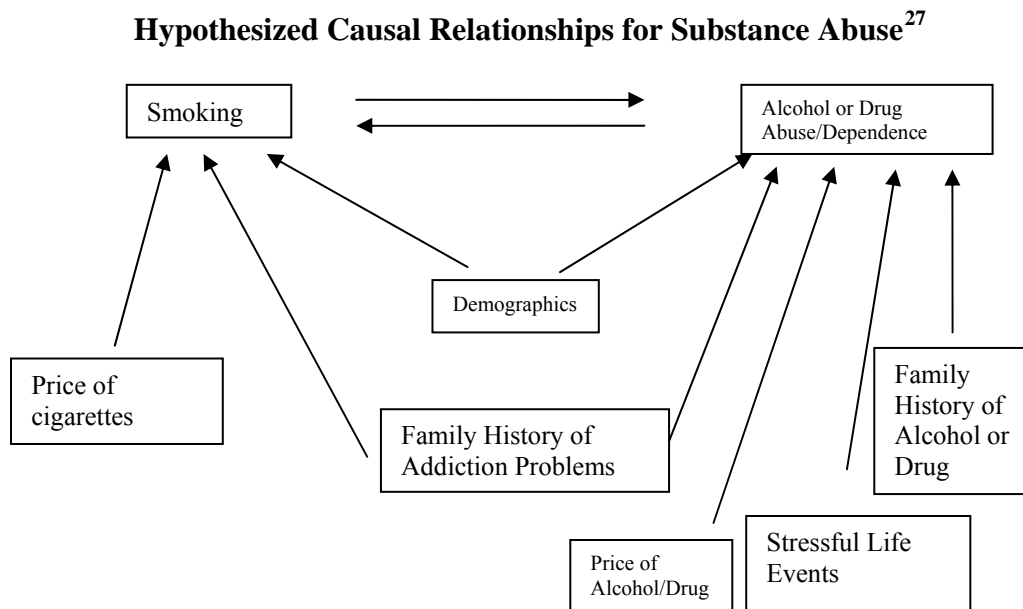 Hypothesized Causal Relationships for Substance Abuse27
Smoking
Alcohol or Drug
Abuse/Dependence
Demographics
Price of
cigarettes
Family History of
Addiction Problems
Family
History of
Alcohol or
Drug
Price of
Alcohol/Drug
Stressful Life
Events